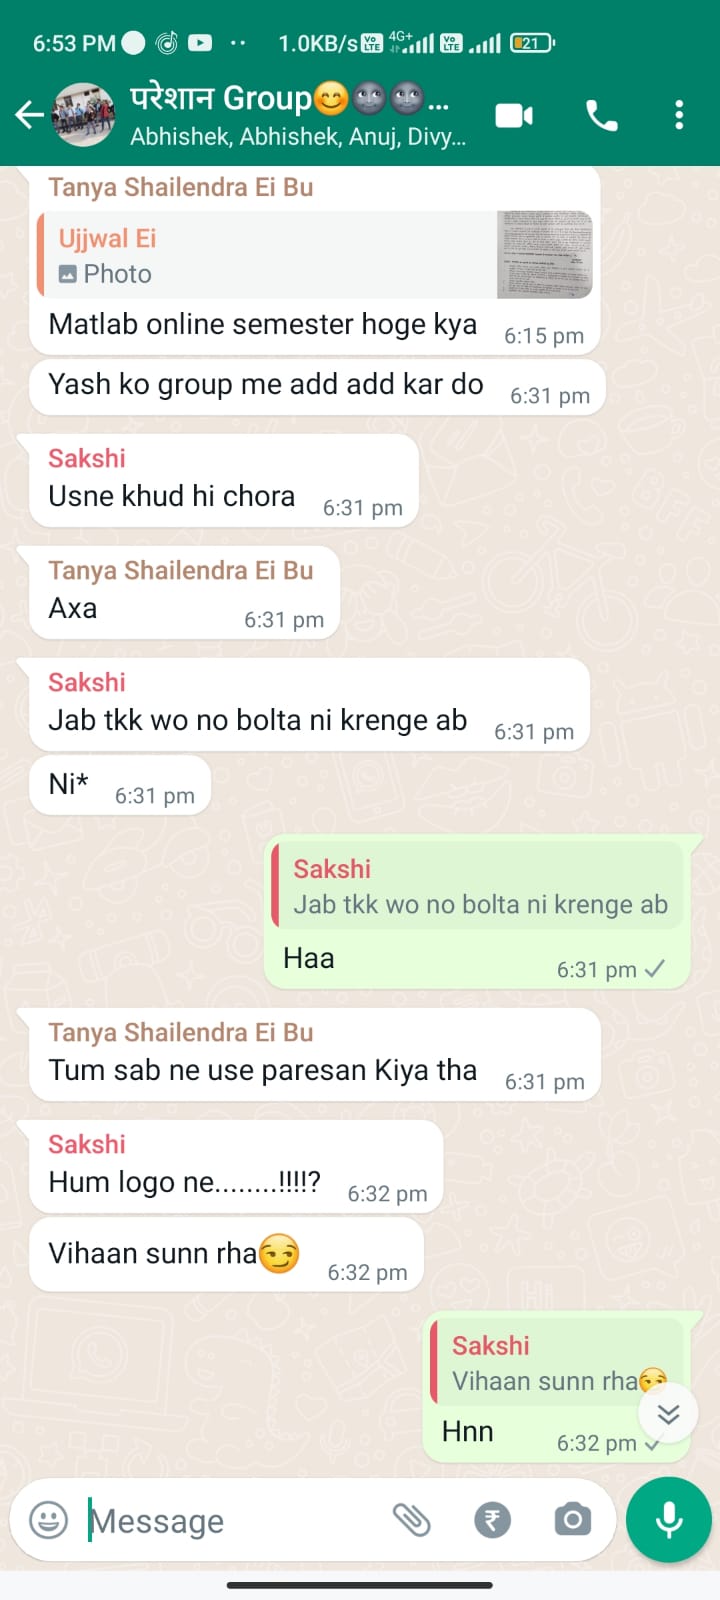 6:53 PM 1.0KB/s Vo LTE 4G+ Vo LTE 21
परेशान Group😊🌚🌚...
Abhishek, Abhishek, Anuj, Divy...
Tanya Shailendra Ei Bu
Ujjwal Ei
Photo
Matlab online semester hoge kya 6:15 pm
Yash ko group me add add kar do 6:31 pm
Sakshi
Usne khud hi chora 6:31 pm
Tanya Shailendra Ei Bu
Axa 6:31 pm
Sakshi
Jab tkk wo no bolta ni krenge ab 6:31 pm
Ni* 6:31 pm
Sakshi
Jab tkk wo no bolta ni krenge ab
Haa 6:31 pm
Tanya Shailendra Ei Bu
Tum sab ne use paresan Kiya tha 6:31 pm
Sakshi
Hum logo ne........!!!!? 6:32 pm
Vihaan sunn rha😏 6:32 pm
Sakshi
Vihaan sunn rha😏
Hnn 6:32 pm
Message